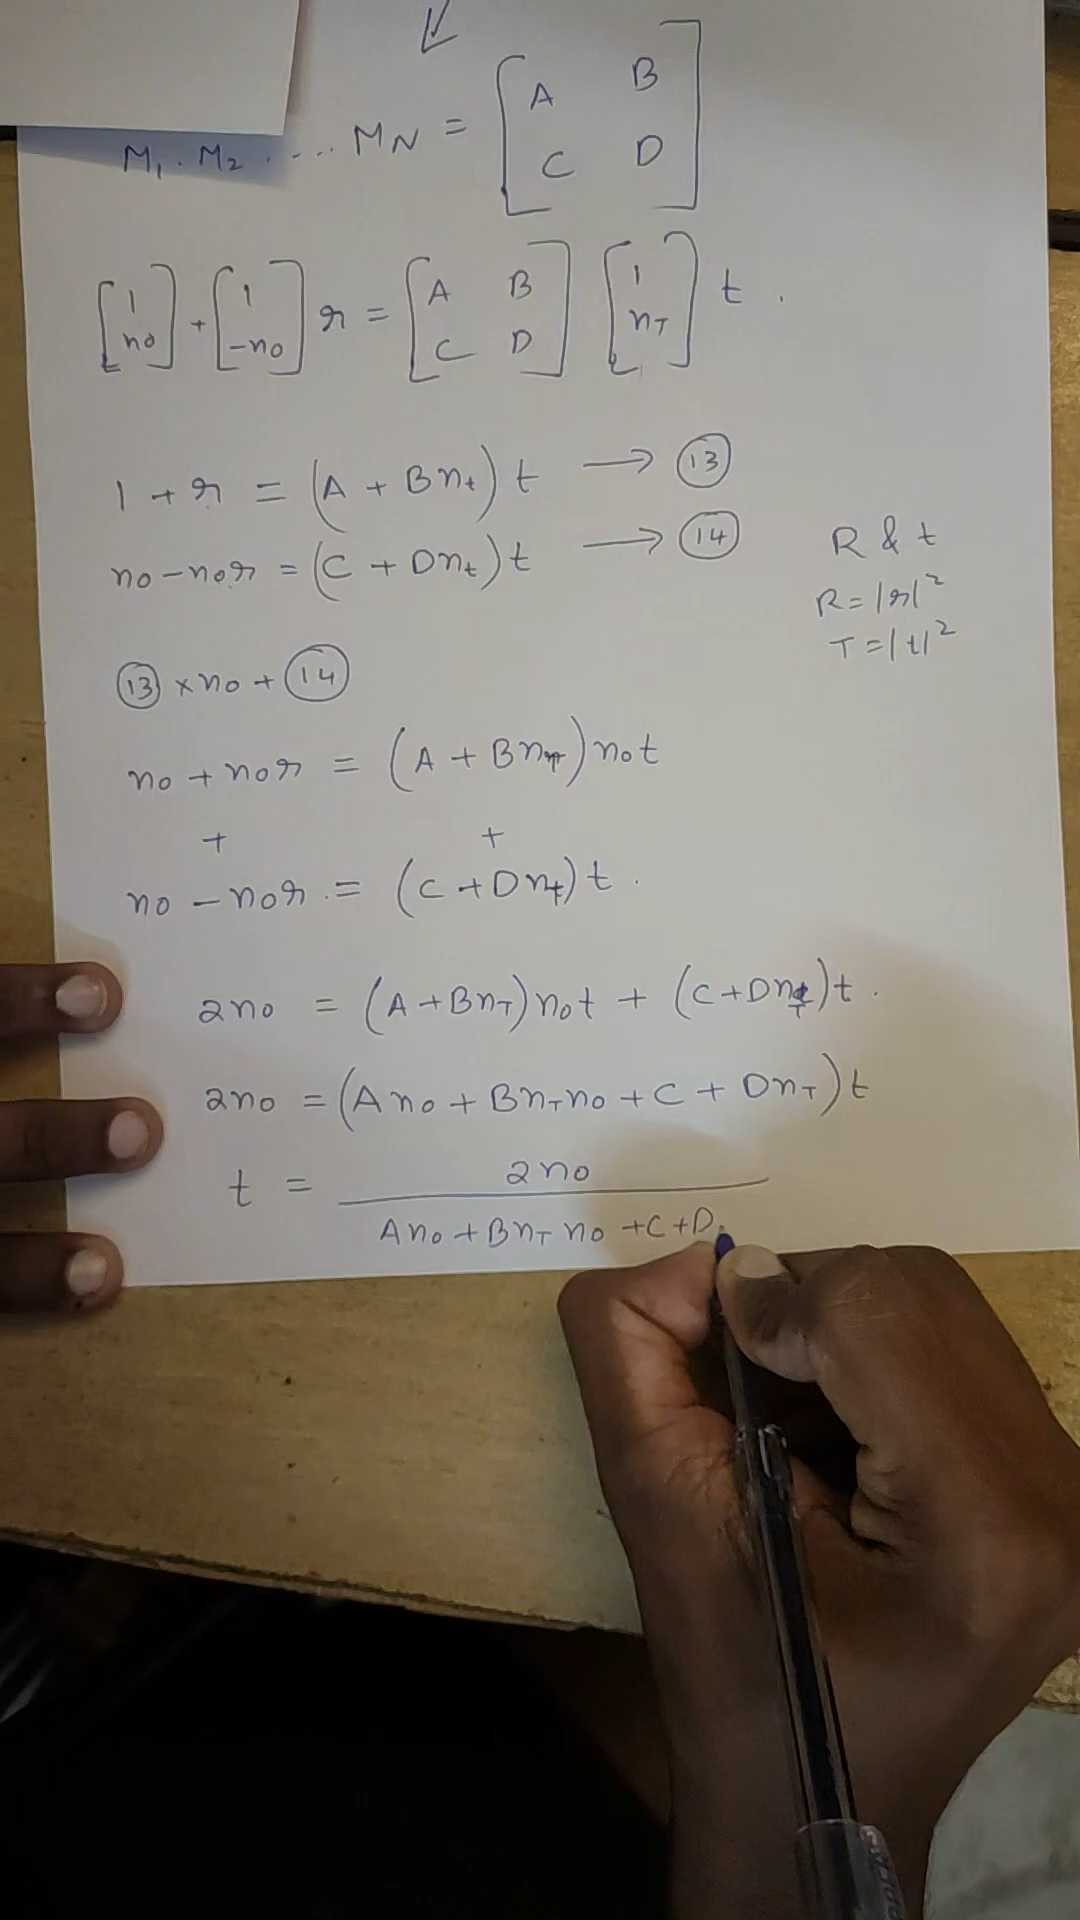 M₁ . M₂ . ... M_N = [A B; C D]
[1; n₀] + [1; -n₀] r = [A B; C D] [1; n_T] t .
1 + r = (A + Bn_t) t → (13)
n₀ - n₀r = (C + Dn_t) t → (14)
R & t
R = |r|²
T = |t|²
(13) × n₀ + (14)
n₀ + n₀r = (A + Bn_T) n₀t
+ +
n₀ - n₀r . = (C + Dn_t) t .
2n₀ = (A + Bn_T) n₀t + (C + Dn_T) t .
2n₀ = (An₀ + Bn_Tn₀ + C + Dn_T) t
t = 2n₀ / An₀ + Bn_T n₀ + C + D